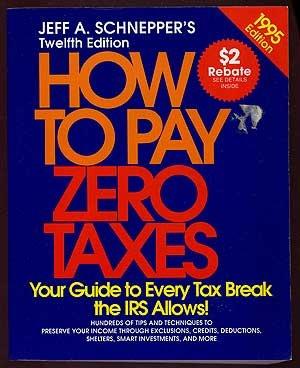 JEFF A. SCHNEPPER'S
Twelfth Edition
1995
Edition
$2
Rebate
SEE DETAILS
INSIDE
HOW
TO PAY
ZERO
TAXES
Your Guide to Every Tax Break
the IRS Allows!
HUNDREDS OF TIPS AND TECHNIQUES TO
PRESERVE YOUR INCOME THROUGH EXCLUSIONS, CREDITS, DEDUCTIONS,
SHELTERS, SMART INVESTMENTS, AND MORE